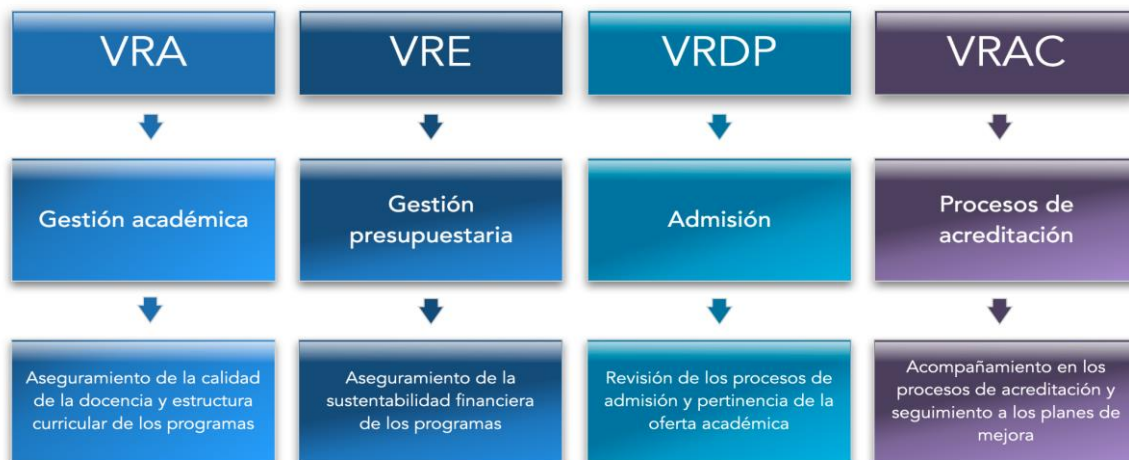 VRA
Gestión académica
Aseguramiento de la calidad
de la docencia y estructura
curricular de los programas
VRE
Gestión
presupuestaria
Aseguramiento de la
sustentabilidad financiera
de los programas
VRDP
Admisión
Revisión de los procesos de
admisión y pertinencia de la
oferta académica
VRAC
Procesos de
acreditación
Acompañamiento en los
procesos de acreditación y
seguimiento a los planes de
mejora